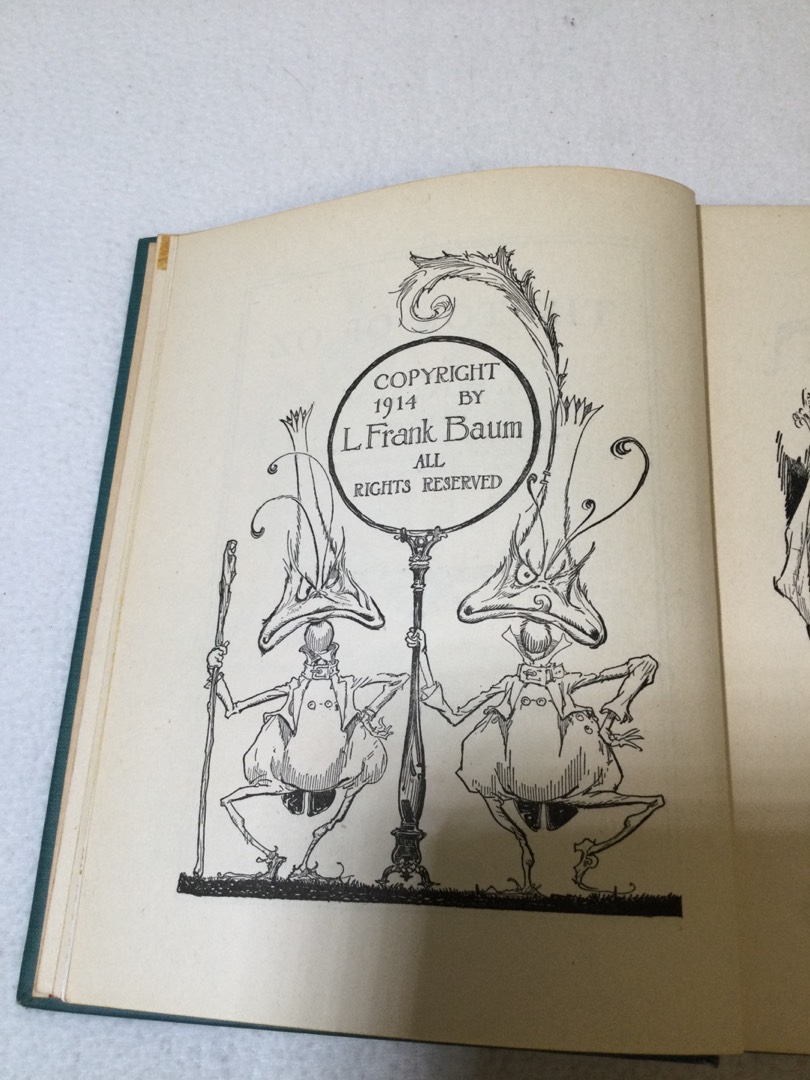 COPYRIGHT
1914 BY
L. Frank Baum
ALL
RIGHTS RESERVED